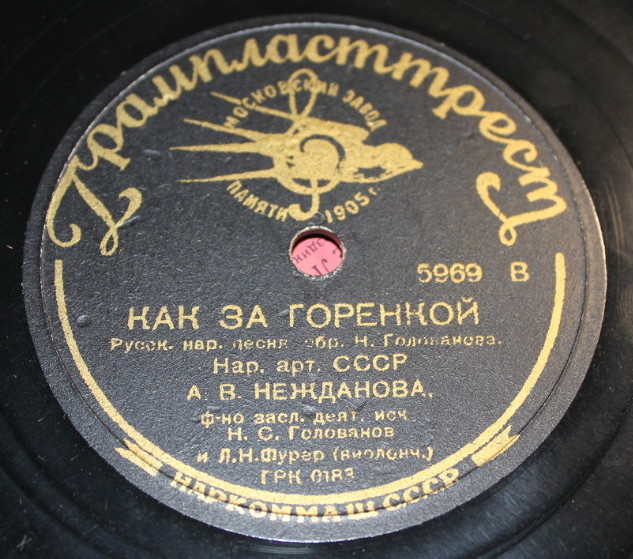 Грампласттрест
МОСКОВСКИЙ ЗАВОД
ПАМЯТИ 1905 г.
5969 В
КАК ЗА ГОРЕНКОЙ
Русск. нар. песня обр. Н. Голованова.
Нар. арт. СССР
А. В. НЕЖДАНОВА,
ф-но засл. деят. иск
Н. С. Голованов
и Л.Н.Фурер (виолонч.)
ГРК 0183
НАРКОММАШ СССР